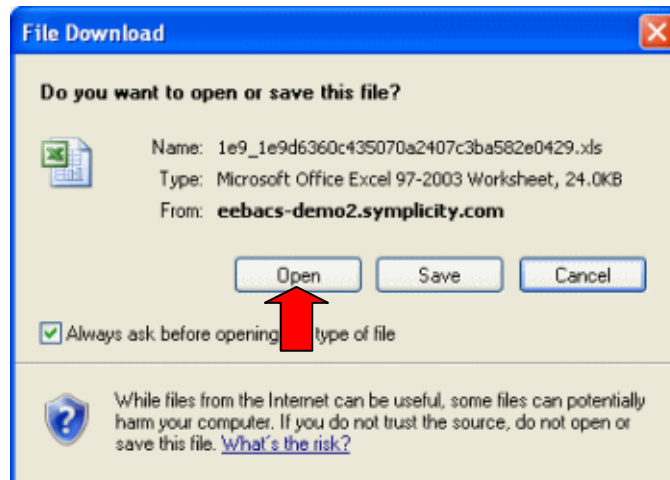 File Download
Do you want to open or save this file?
Name: 1e9_1e9d6360c435070a2407c3ba582e0429.xls
Type: Microsoft Office Excel 97-2003 Worksheet, 24.0KB
From: eebacs-demo2.symplicity.com
Open Save Cancel
Always ask before opening type of file
While files from the Internet can be useful, some files can potentially
harm your computer. If you do not trust the source, do not open or
save this file. What's the risk?